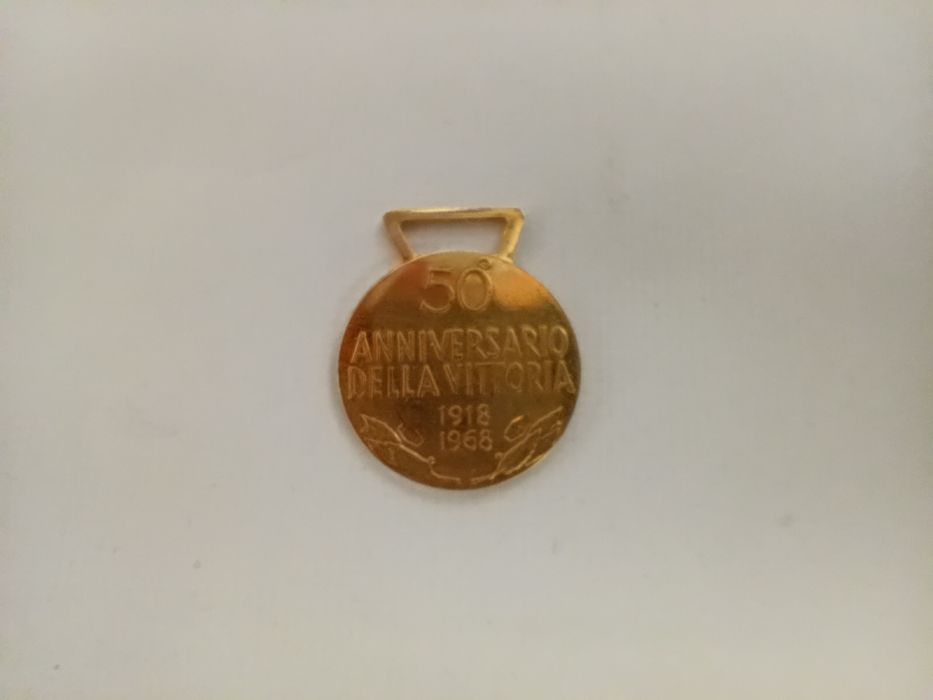 50°
ANNIVERSARIO
DELLA VITTORIA
1918
1968